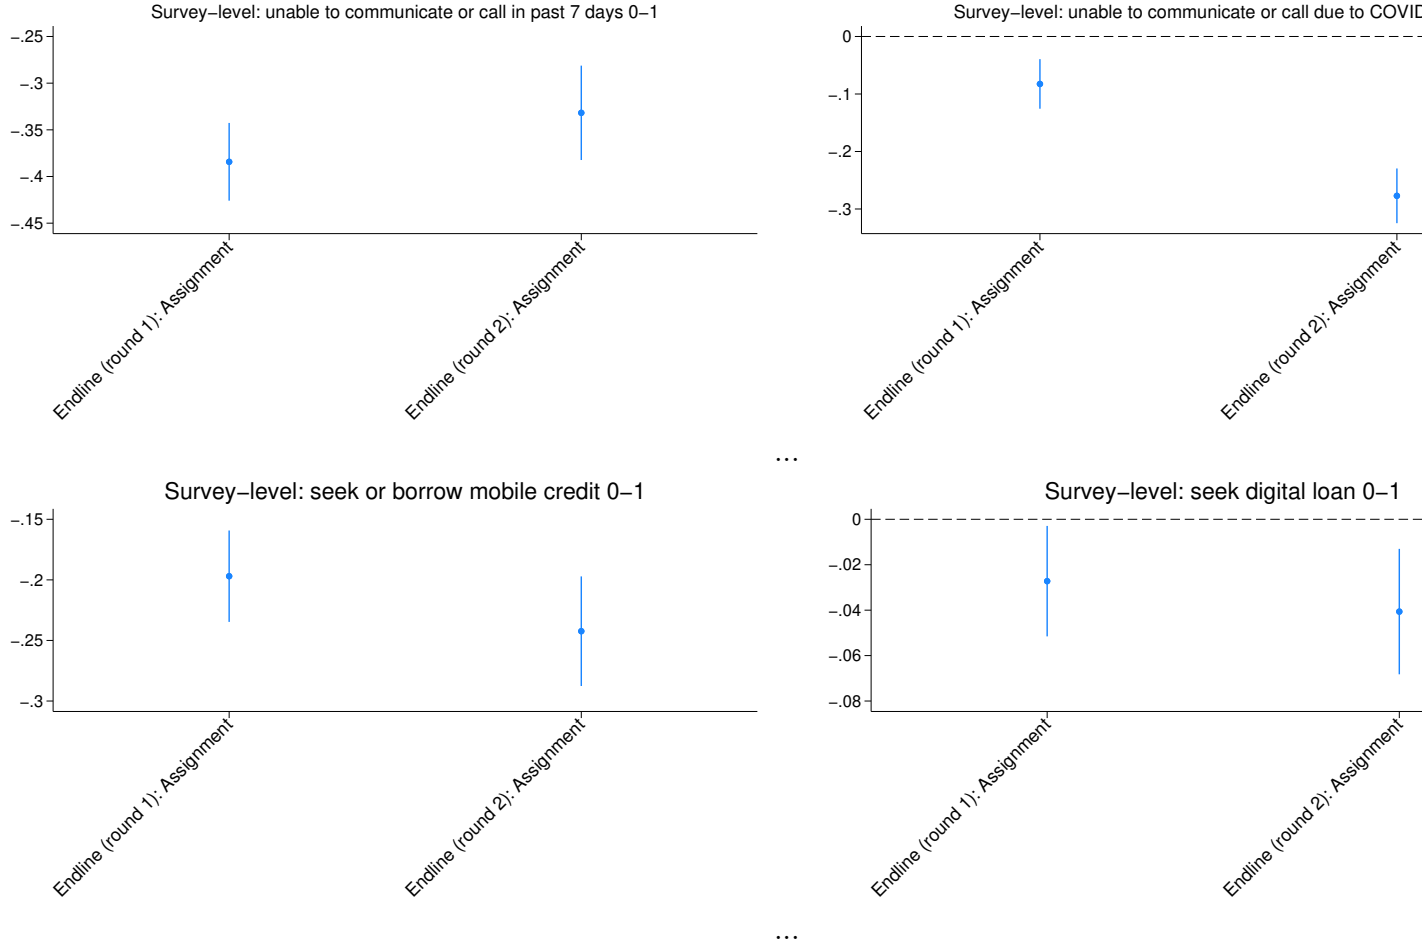 Survey−level: unable to communicate or call in past 7 days 0−1
−.25
−.3
−.35
−.4
−.45
Endline (round 1): Assignment
Endline (round 2): Assignment
Survey−level: unable to communicate or call due to COVID
0
−.1
−.2
−.3
Endline (round 1): Assignment
Endline (round 2): Assignment
...
Survey−level: seek or borrow mobile credit 0−1
−.15
−.2
−.25
−.3
Endline (round 1): Assignment
Endline (round 2): Assignment
Survey−level: seek digital loan 0−1
0
−.02
−.04
−.06
−.08
Endline (round 1): Assignment
Endline (round 2): Assignment
...